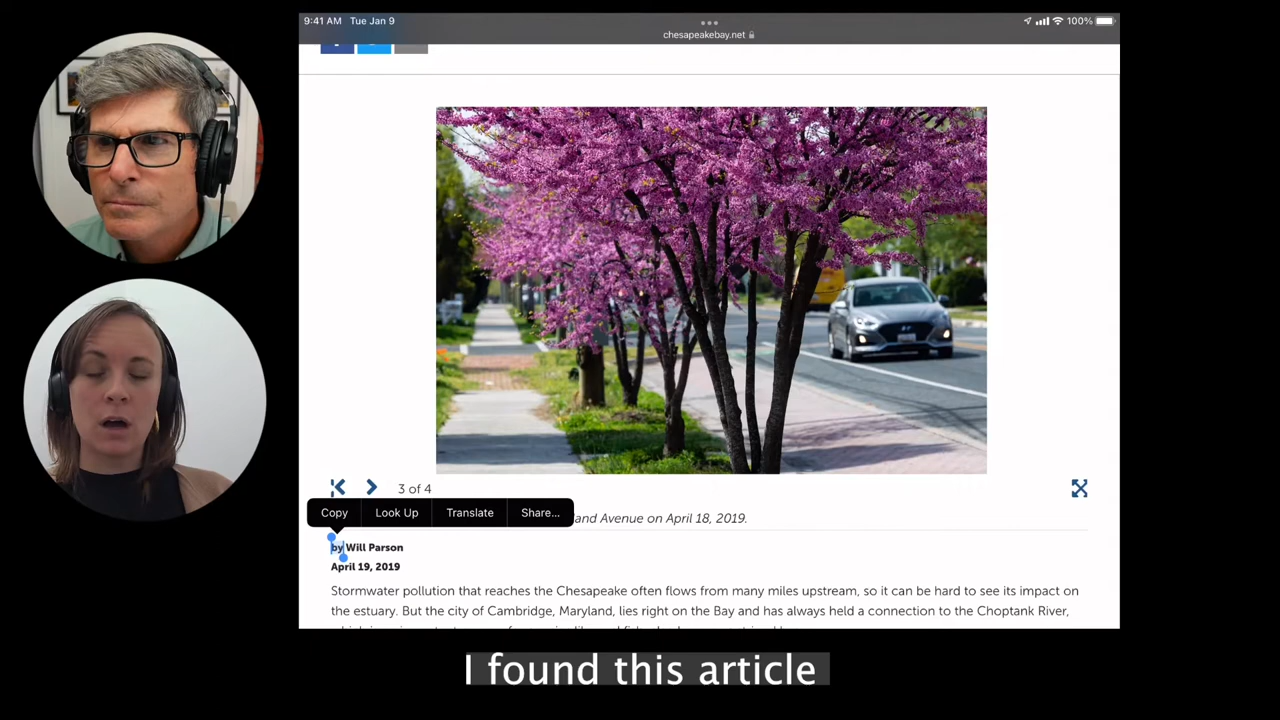 9:41 AM Tue Jan 9
100%
chesapeakebay.net
3 of 4
Copy Look Up Translate Share...
and Avenue on April 18, 2019.
by Will Parson
April 19, 2019
Stormwater pollution that reaches the Chesapeake often flows from many miles upstream, so it can be hard to see its impact on
the estuary. But the city of Cambridge, Maryland, lies right on the Bay and has always held a connection to the Choptank River,
I found this article